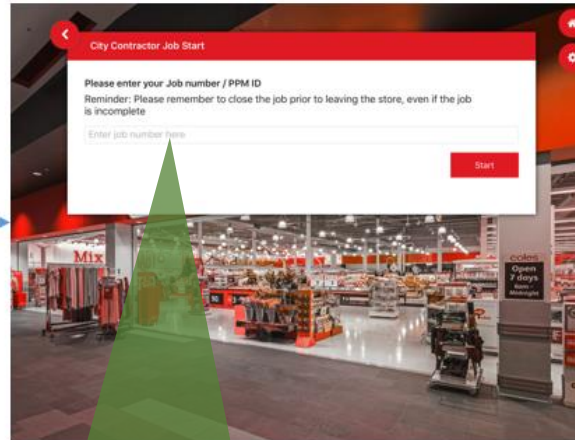 City Contractor Job Start
Please enter your Job number / PPM ID
Reminder: Please remember to close the job prior to leaving the store, even if the job
is incomplete
Enter job number here
Start
Mix
coles
Open
7 days
6am -
Midnight